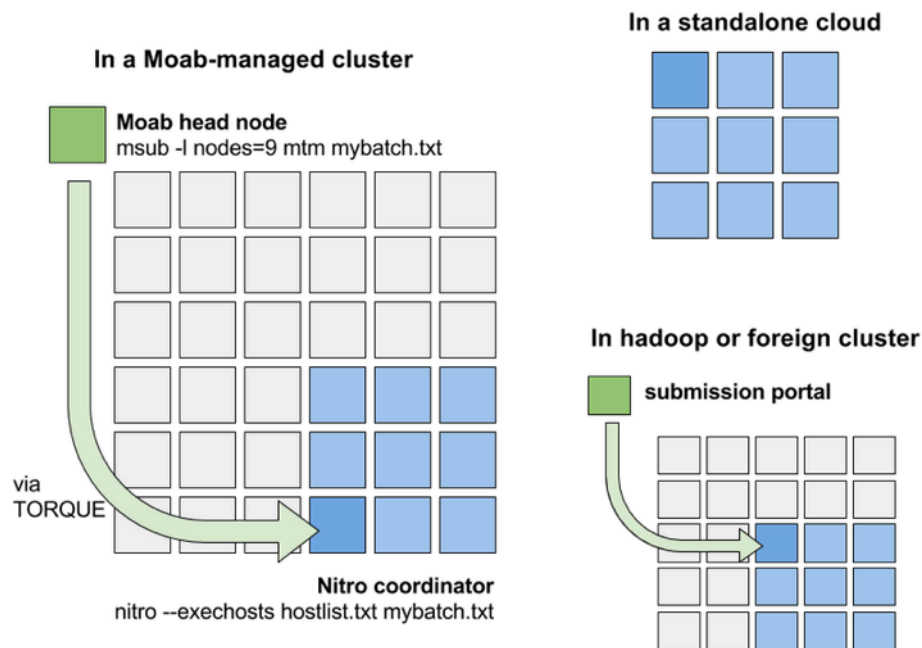 In a Moab-managed cluster
Moab head node
msub -l nodes=9 mtm mybatch.txt
via
TORQUE
Nitro coordinator
nitro --exechosts hostlist.txt mybatch.txt
In a standalone cloud
In hadoop or foreign cluster
submission portal